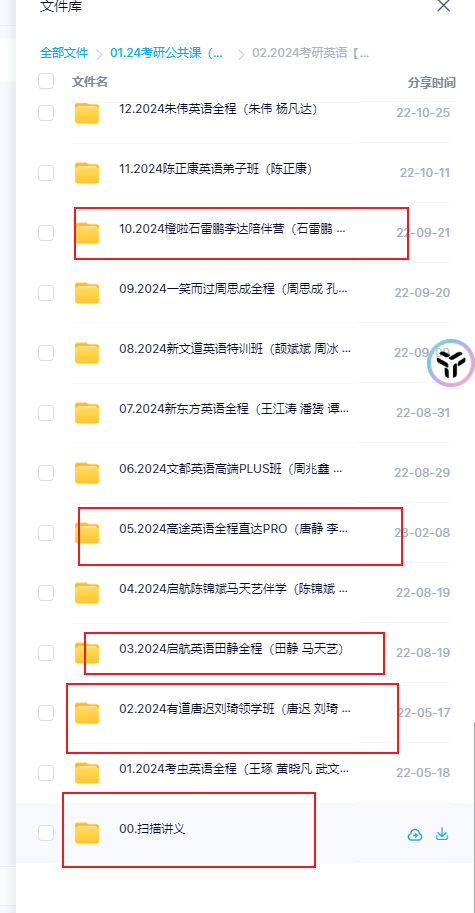 文件库
全部文件 > 01.24考研公共课（... > 02.2024考研英语【...
文件名 分享时间
12.2024朱伟英语全程（朱伟 杨凡达） 22-10-25
11.2024陈正康英语弟子班（陈正康） 22-10-11
10.2024橙啦石雷鹏李达陪伴营（石雷鹏 ... 22-09-21
09.2024一笑而过周思成全程（周思成 孔... 22-09-20
08.2024新文道英语特训班（颉斌斌 周冰 ... 22-09-09
07.2024新东方英语全程（王江涛 潘赟 谭... 22-08-31
06.2024文都英语高端PLUS班（周兆鑫 ... 22-08-29
05.2024高途英语全程直达PRO（唐静 李... 23-02-08
04.2024启航陈锦斌马天艺伴学（陈锦斌 ... 22-08-19
03.2024启航英语田静全程（田静 马天艺） 22-08-19
02.2024有道唐迟刘琦领学班（唐迟 刘琦 ... 22-05-17
01.2024考虫英语全程（王琢 黄晓凡 武文... 22-05-18
00.扫描讲义